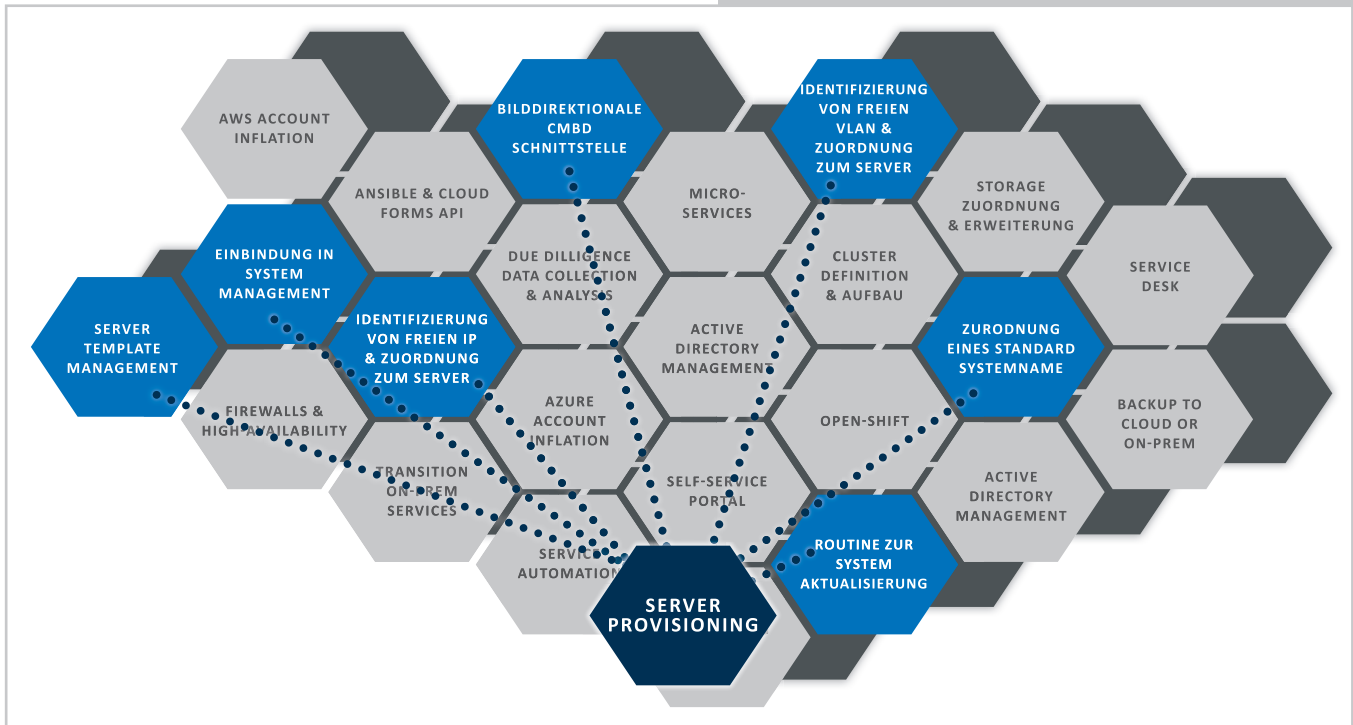 AWS ACCOUNT
INFLATION
BILDDIREKTIONALE
CMBD
SCHNITTSTELLE
IDENTIFIZIERUNG
VON FREIEN
VLAN &
ZUORDNUNG
ZUM SERVER
ANSIBLE & CLOUD
FORMS API
MICRO-
SERVICES
STORAGE
ZUORDNUNG
& ERWEITERUNG
EINBINDUNG IN
SYSTEM
MANAGEMENT
DUE DILLIGENCE
DATA COLLECTION
& ANALYSIS
CLUSTER
DEFINITION
& AUFBAU
SERVICE
DESK
SERVER
TEMPLATE
MANAGEMENT
IDENTIFIZIERUNG
VON FREIEN IP
& ZUORDNUNG
ZUM SERVER
ACTIVE
DIRECTORY
MANAGEMENT
ZURODNUNG
EINES STANDARD
SYSTEMNAME
FIREWALLS &
HIGH-AVAILABILITY
AZURE
ACCOUNT
INFLATION
OPEN-SHIFT
BACKUP TO
CLOUD OR
ON-PREM
TRANSITION
ON-PREM
SERVICES
SELF-SERVICE
PORTAL
ACTIVE
DIRECTORY
MANAGEMENT
SERVICE
AUTOMATION
ROUTINE ZUR
SYSTEM
AKTUALISIERUNG
SERVER
PROVISIONING